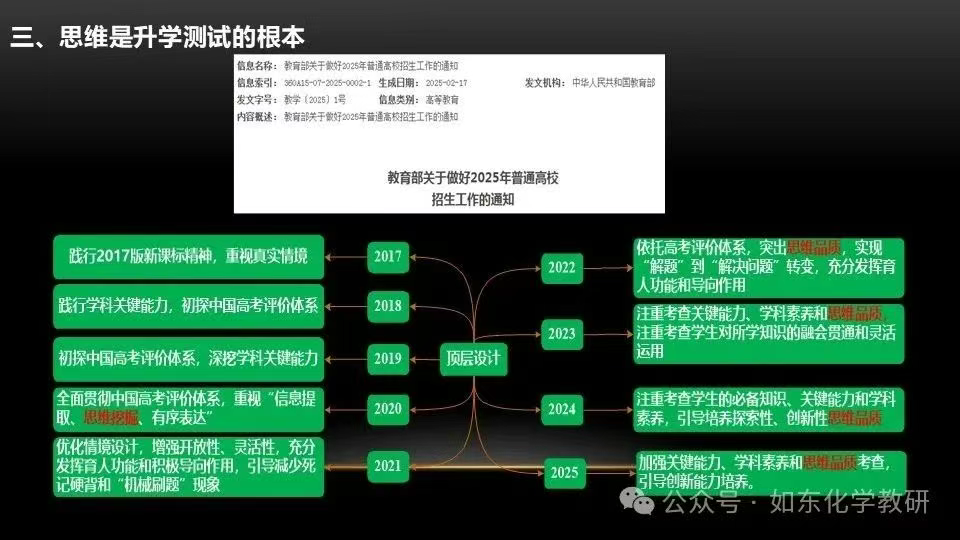 三、思维是升学测试的根本
信息名称： 教育部关于做好2025年普通高校招生工作的通知
信息索引： 360A15-07-2025-0002-1 生成日期： 2025-02-17 发文机构： 中华人民共和国教育部
发文字号： 教学〔2025〕1号 信息类别： 高等教育
内容概述： 教育部关于做好2025年普通高校招生工作的通知
教育部关于做好2025年普通高校
招生工作的通知
践行2017版新课标精神，重视真实情境
2017
践行学科关键能力，初探中国高考评价体系
2018
初探中国高考评价体系，深挖学科关键能力
2019
全面贯彻中国高考评价体系，重视“信息提
取、思维挖掘、有序表达”
2020
优化情境设计，增强开放性、灵活性，充分
发挥育人功能和积极导向作用，引导减少死
记硬背和“机械刷题”现象
2021
顶层设计
2022
依托高考评价体系，突出思维品质，实现
“解题”到“解决问题”转变，充分发挥育
人功能和导向作用
2023
注重考查关键能力、学科素养和思维品质，
注重考查学生对所学知识的融会贯通和灵活
运用
2024
注重考查学生的必备知识、关键能力和学科
素养，引导培养探索性、创新性思维品质
2025
加强关键能力、学科素养和思维品质考查，
引导创新能力培养。
公众号 · 如东化学教研